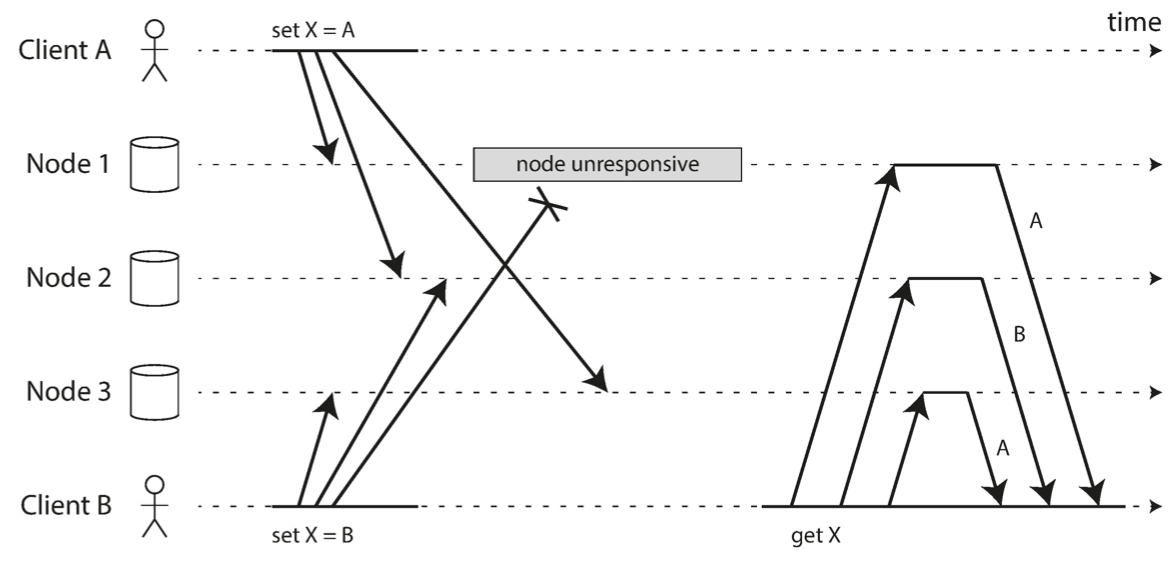 time
set X = A
Client A
Node 1
node unresponsive
A
Node 2
B
Node 3
A
Client B
set X = B
get X